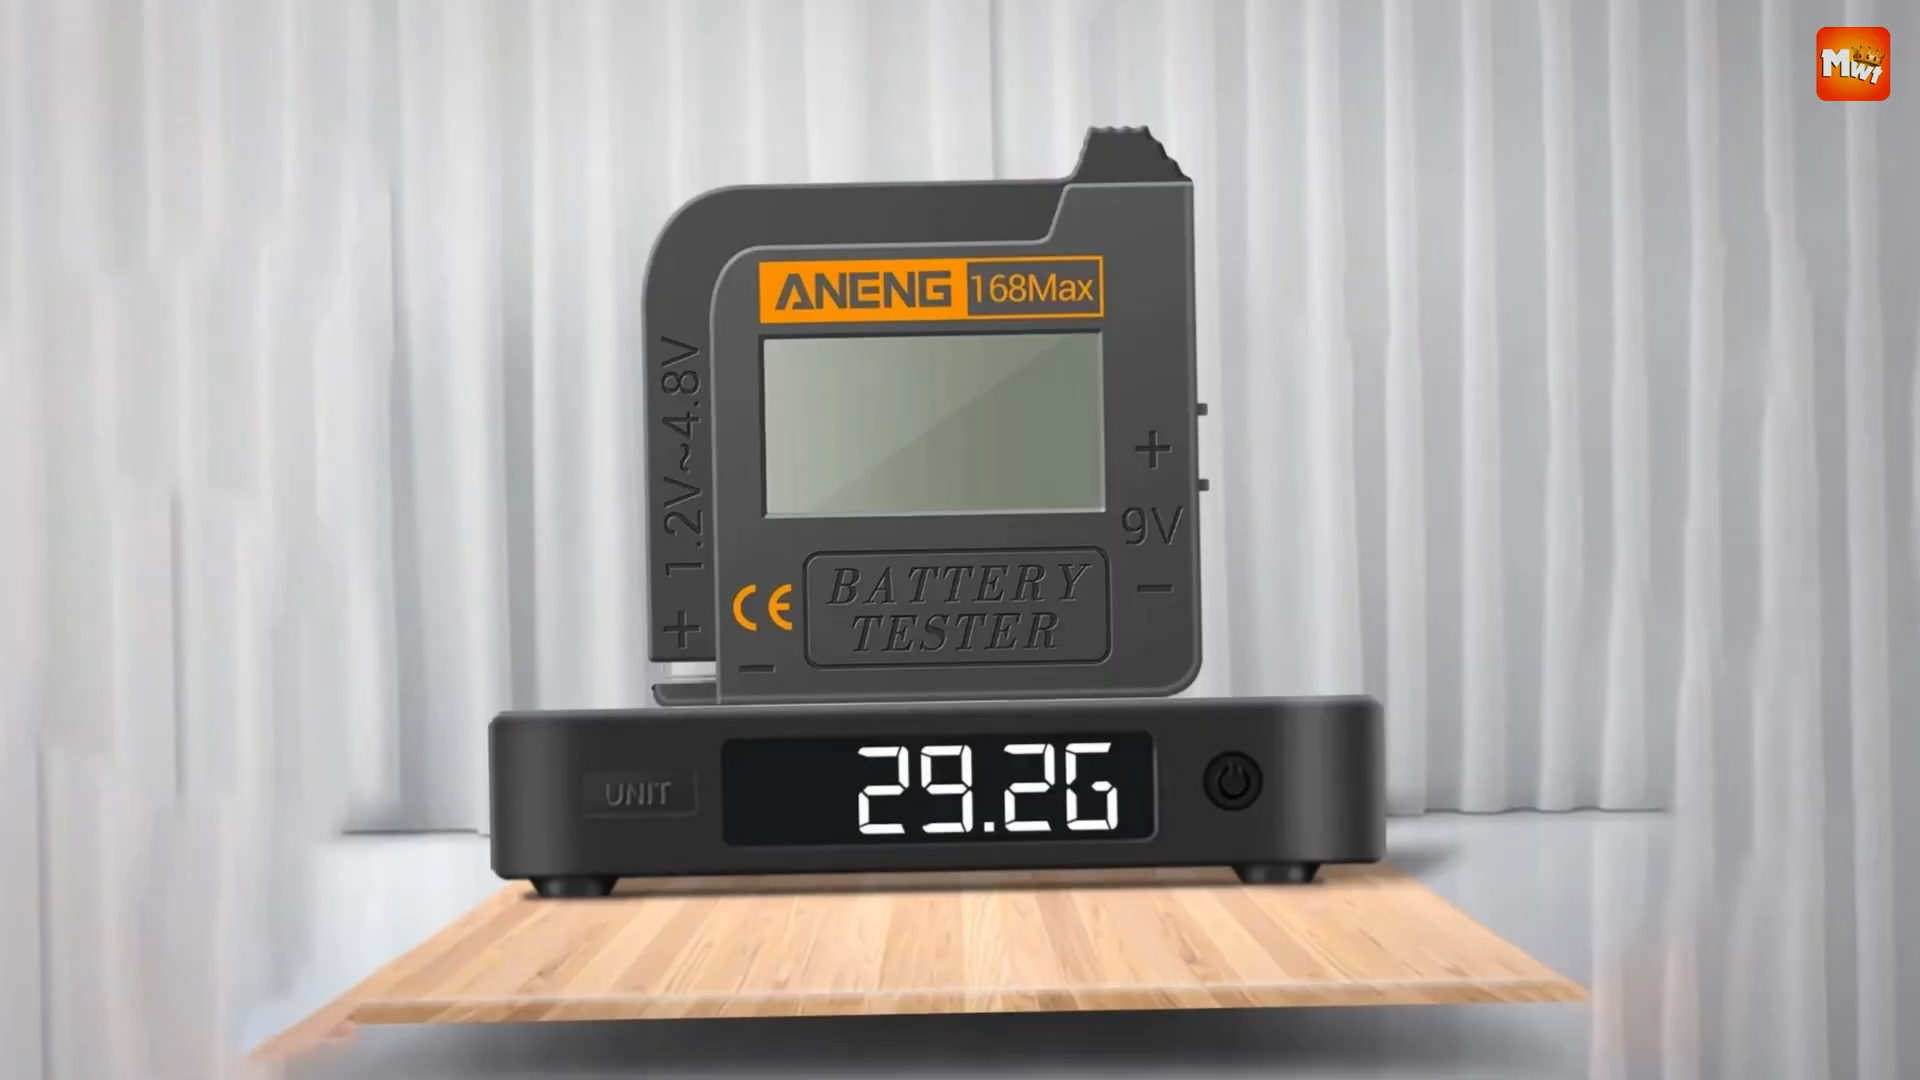 Mwt
ANENG 168Max
+ 1.2V~4.8V
+
9V
−
CE
BATTERY
TESTER
−
UNIT
29.2G